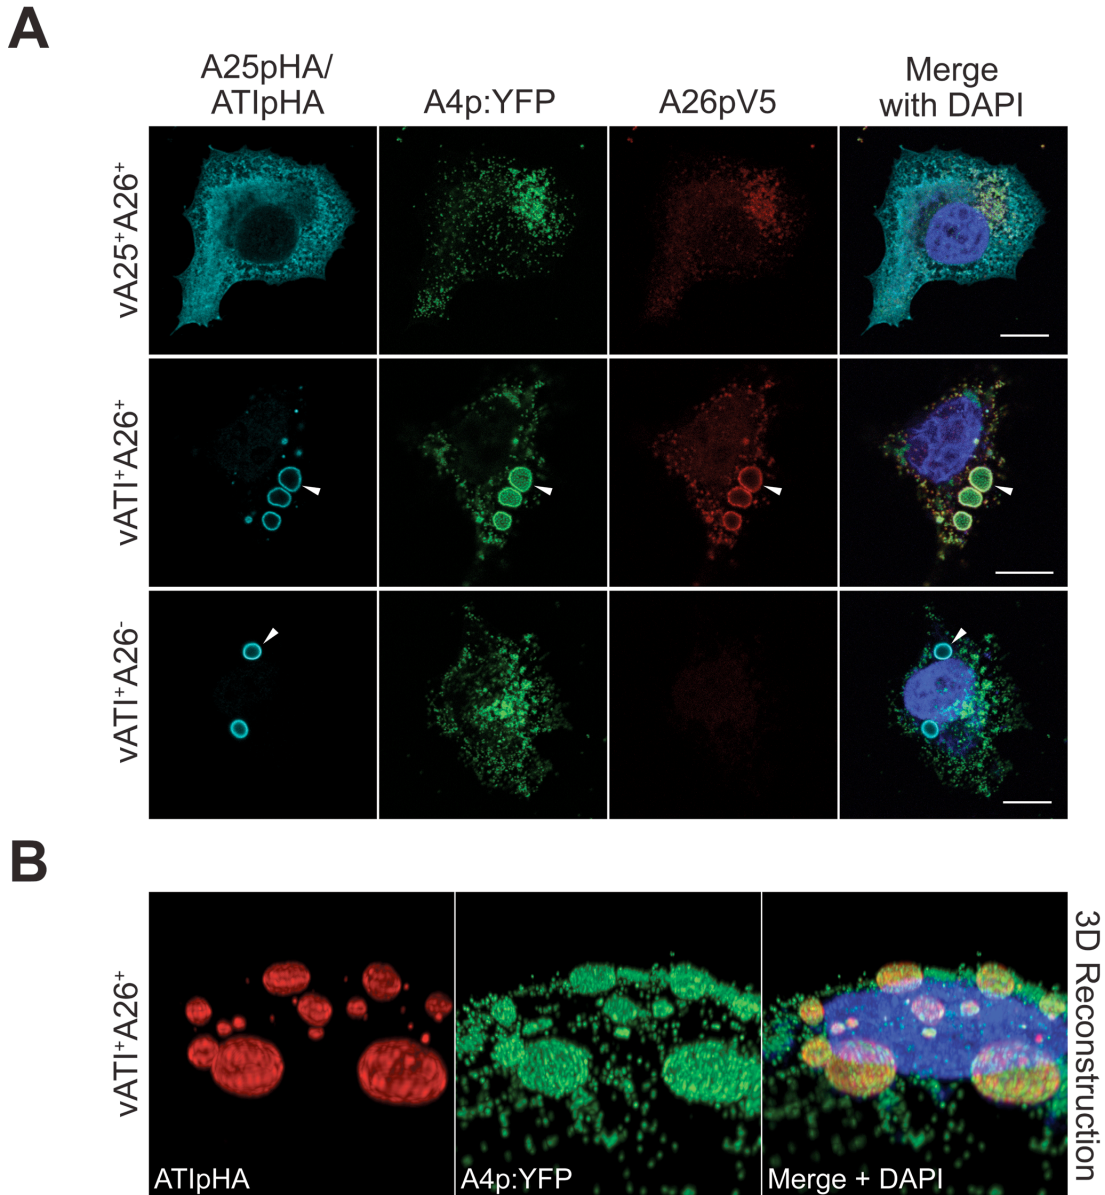 A
A25pHA/
ATIpHA
A4p:YFP
A26pV5
Merge
with DAPI
vA25⁺A26⁺
vATI⁺A26⁺
vATI⁺A26⁻
B
vATI⁺A26⁺
ATIpHA
A4p:YFP
Merge + DAPI
3D Reconstruction